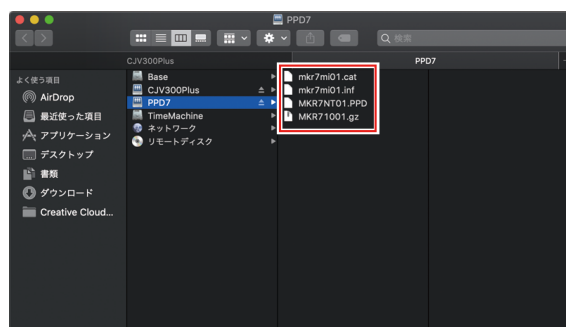 PPD7
検索
CJV300Plus
PPD7
よく使う項目
AirDrop
最近使った項目
アプリケーション
デスクトップ
書類
ダウンロード
Creative Cloud...
Base
CJV300Plus
PPD7
TimeMachine
ネットワーク
リモートディスク
mkr7mi01.cat
mkr7mi01.inf
MKR7NT01.PPD
MKR71001.gz